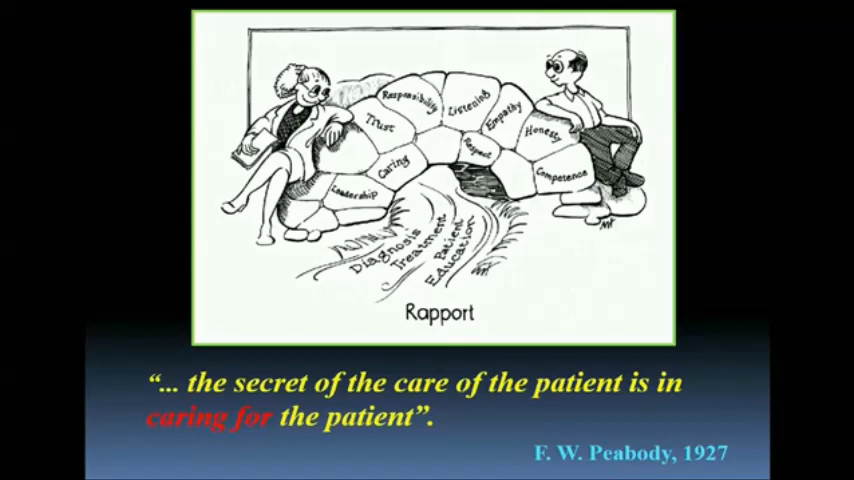 Responsibility
Listening
Empathy
Trust
Honesty
Respect
Caring
Competence
Leadership
Diagnosis
Treatment
Patient
Education
Rapport
“... the secret of the care of the patient is in
caring for the patient”.
F. W. Peabody, 1927